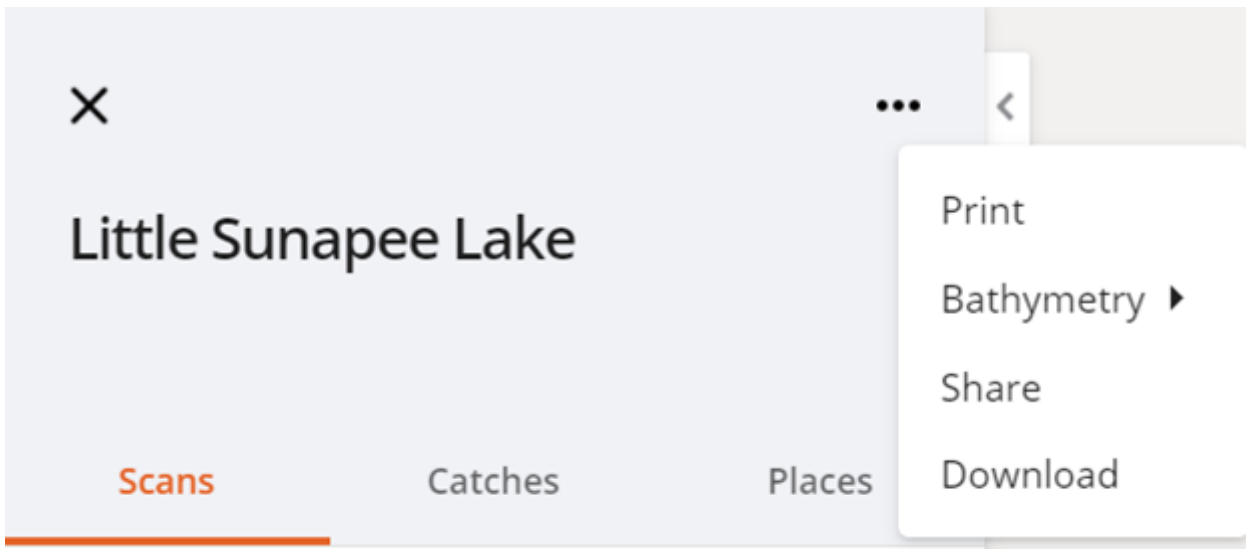 Little Sunapee Lake
Scans
Catches
Places
Print
Bathymetry
Share
Download